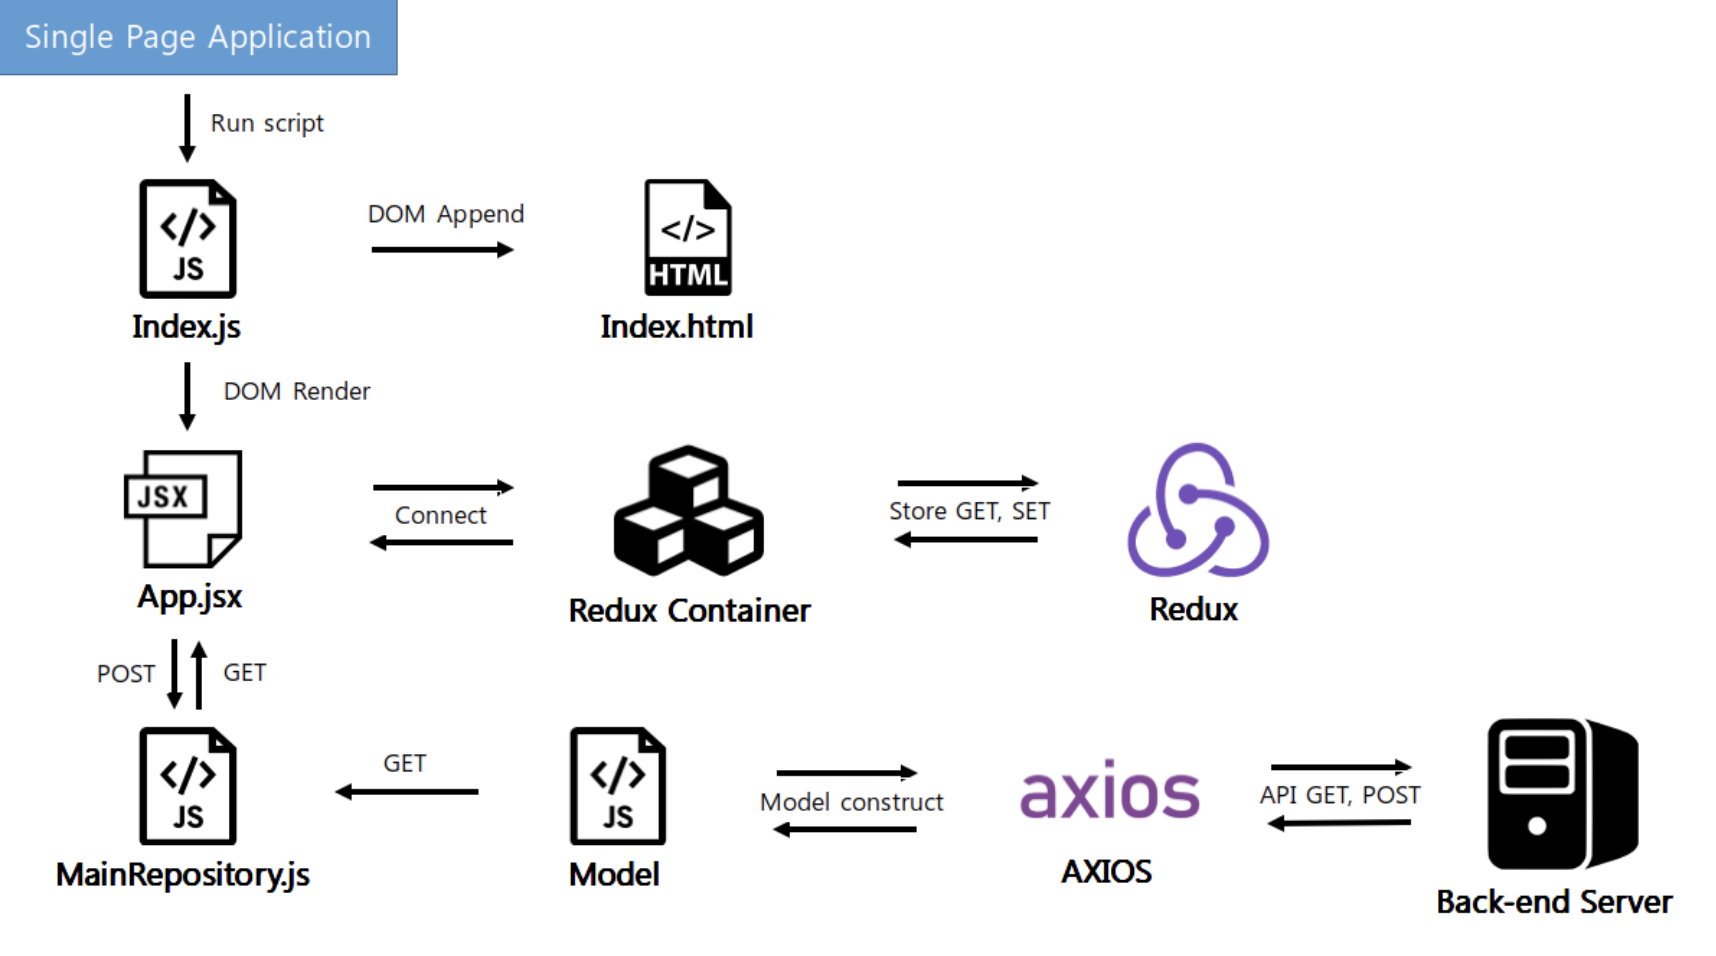 Single Page Application
Run script
</>
JS
DOM Append
</>
HTML
Index.js
Index.html
DOM Render
JSX
Connect
Store GET, SET
App.jsx
Redux Container
Redux
POST
GET
</>
JS
GET
</>
JS
Model construct
axios
API GET, POST
MainRepository.js
Model
AXIOS
Back-end Server